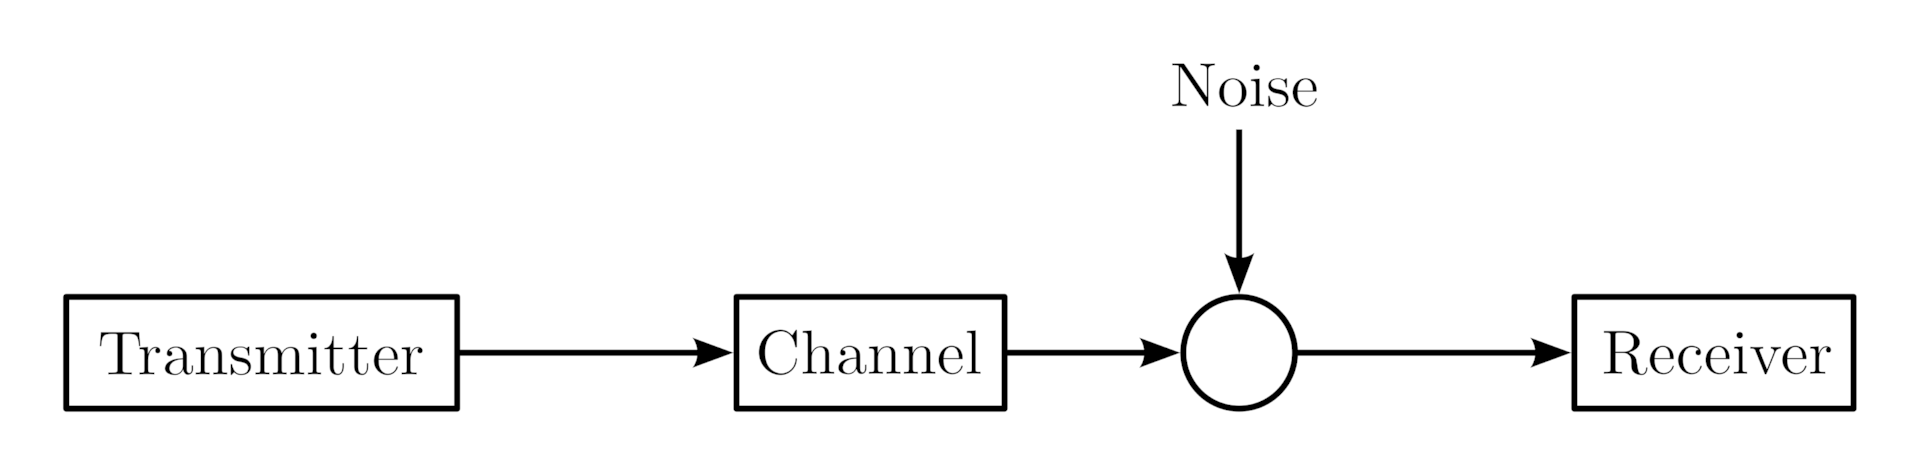 Noise
Transmitter
Channel
Receiver